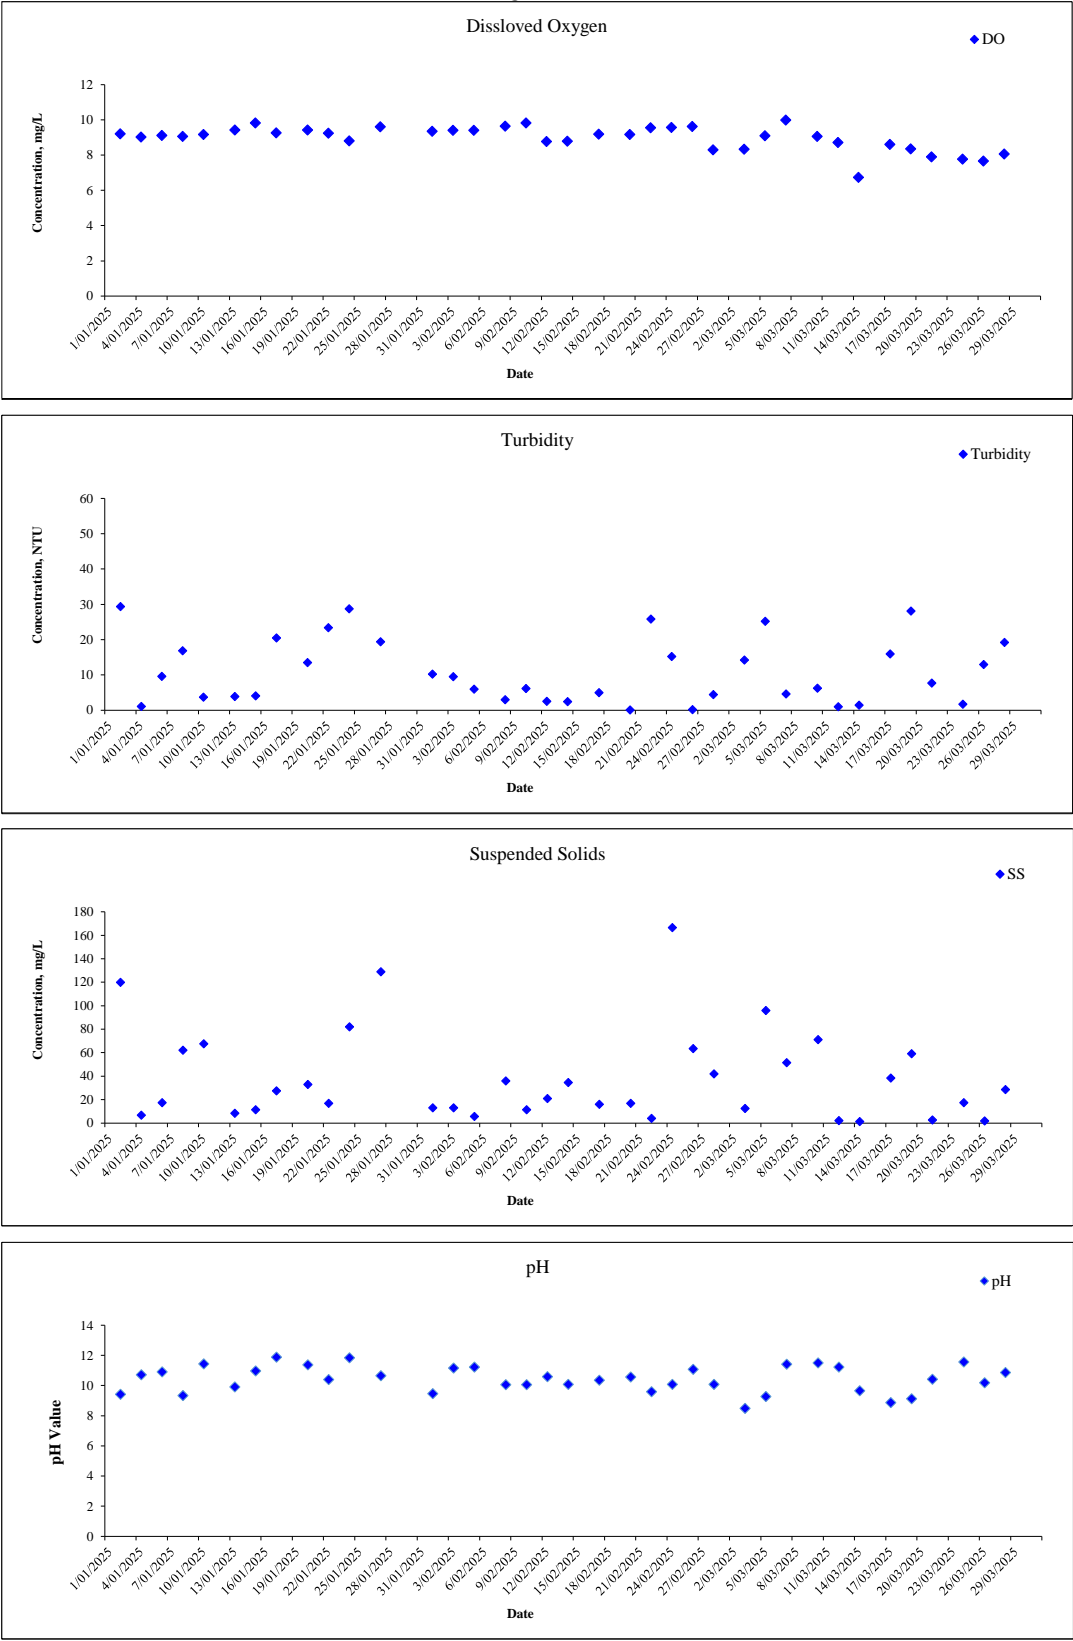 Dissloved Oxygen
DO
Concentration, mg/L
12
10
8
6
4
2
0
1/01/2025 4/01/2025 7/01/2025 10/01/2025 13/01/2025 16/01/2025 19/01/2025 22/01/2025 25/01/2025 28/01/2025 31/01/2025 3/02/2025 6/02/2025 9/02/2025 12/02/2025 15/02/2025 18/02/2025 21/02/2025 24/02/2025 27/02/2025 2/03/2025 5/03/2025 8/03/2025 11/03/2025 14/03/2025 17/03/2025 20/03/2025 23/03/2025 26/03/2025 29/03/2025
Date
Turbidity
Turbidity
Concentration, NTU
60
50
40
30
20
10
0
1/01/2025 4/01/2025 7/01/2025 10/01/2025 13/01/2025 16/01/2025 19/01/2025 22/01/2025 25/01/2025 28/01/2025 31/01/2025 3/02/2025 6/02/2025 9/02/2025 12/02/2025 15/02/2025 18/02/2025 21/02/2025 24/02/2025 27/02/2025 2/03/2025 5/03/2025 8/03/2025 11/03/2025 14/03/2025 17/03/2025 20/03/2025 23/03/2025 26/03/2025 29/03/2025
Date
Suspended Solids
SS
Concentration, mg/L
180
160
140
120
100
80
60
40
20
0
1/01/2025 4/01/2025 7/01/2025 10/01/2025 13/01/2025 16/01/2025 19/01/2025 22/01/2025 25/01/2025 28/01/2025 31/01/2025 3/02/2025 6/02/2025 9/02/2025 12/02/2025 15/02/2025 18/02/2025 21/02/2025 24/02/2025 27/02/2025 2/03/2025 5/03/2025 8/03/2025 11/03/2025 14/03/2025 17/03/2025 20/03/2025 23/03/2025 26/03/2025 29/03/2025
Date
pH
pH
pH Value
14
12
10
8
6
4
2
0
1/01/2025 4/01/2025 7/01/2025 10/01/2025 13/01/2025 16/01/2025 19/01/2025 22/01/2025 25/01/2025 28/01/2025 31/01/2025 3/02/2025 6/02/2025 9/02/2025 12/02/2025 15/02/2025 18/02/2025 21/02/2025 24/02/2025 27/02/2025 2/03/2025 5/03/2025 8/03/2025 11/03/2025 14/03/2025 17/03/2025 20/03/2025 23/03/2025 26/03/2025 29/03/2025
Date